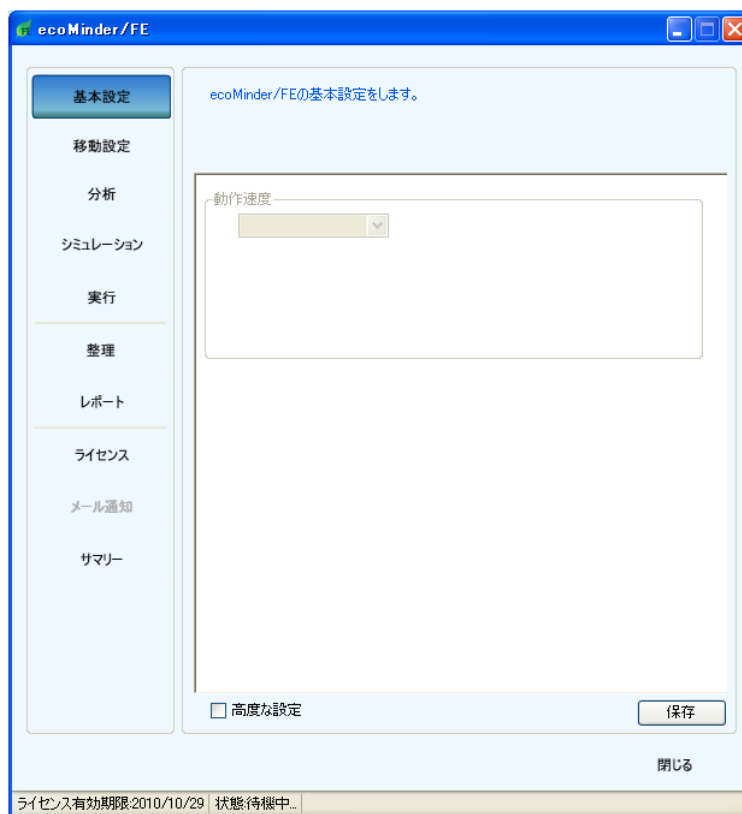 ecoMinder/FE
基本設定
移動設定
分析
シミュレーション
実行
整理
レポート
ライセンス
メール通知
サマリー
ecoMinder/FEの基本設定をします。
動作速度
高度な設定
保存
閉じる
ライセンス有効期限:2010/10/29 状態:待機中...